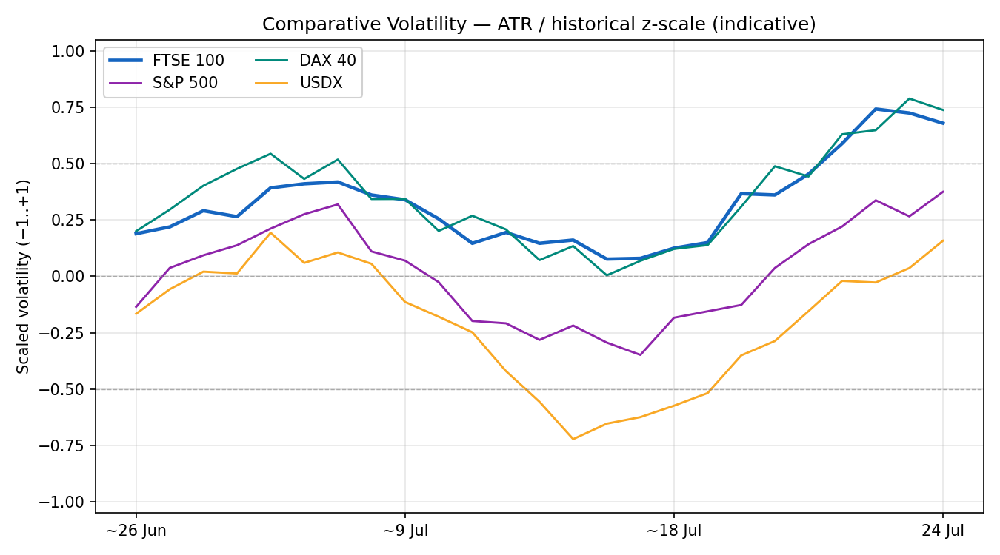 Comparative Volatility — ATR / historical z-scale (indicative)
FTSE 100
S&P 500
DAX 40
USDX
Scaled volatility (−1..+1)
1.00
0.75
0.50
0.25
0.00
−0.25
−0.50
−0.75
−1.00
~26 Jun
~9 Jul
~18 Jul
24 Jul